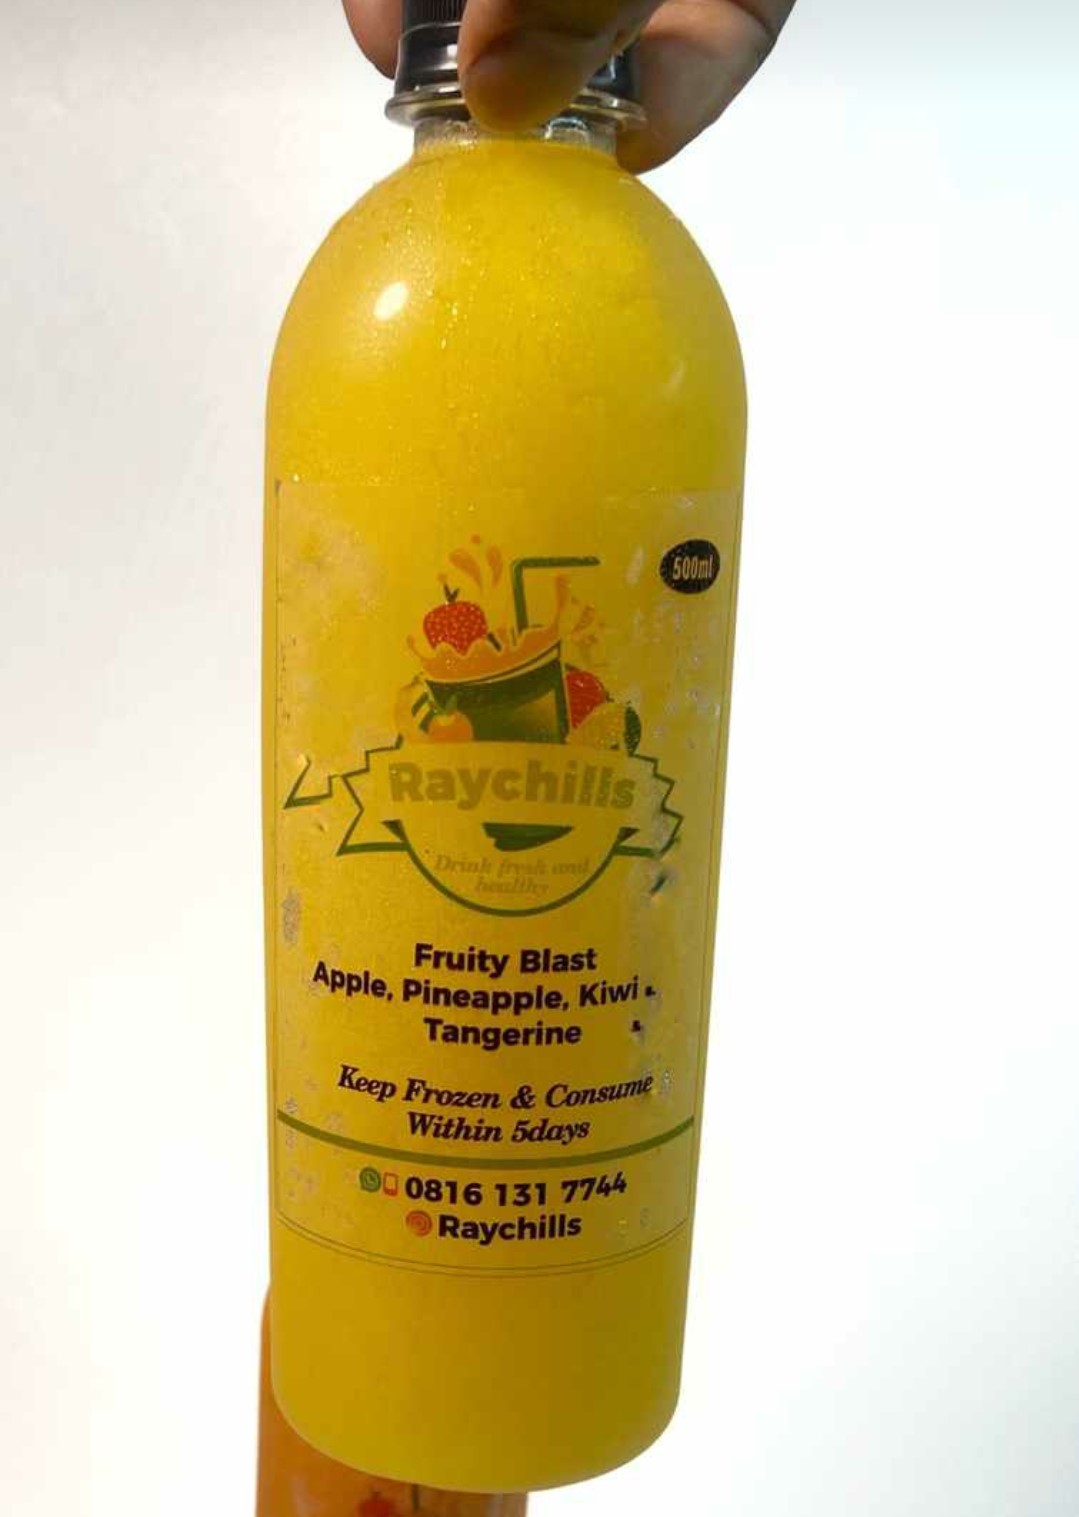 500ml
Raychills
Drink fresh and
healthy
Fruity Blast
Apple, Pineapple, Kiwi
Tangerine
Keep Frozen & Consume
Within 5days
0816 131 7744
Raychills